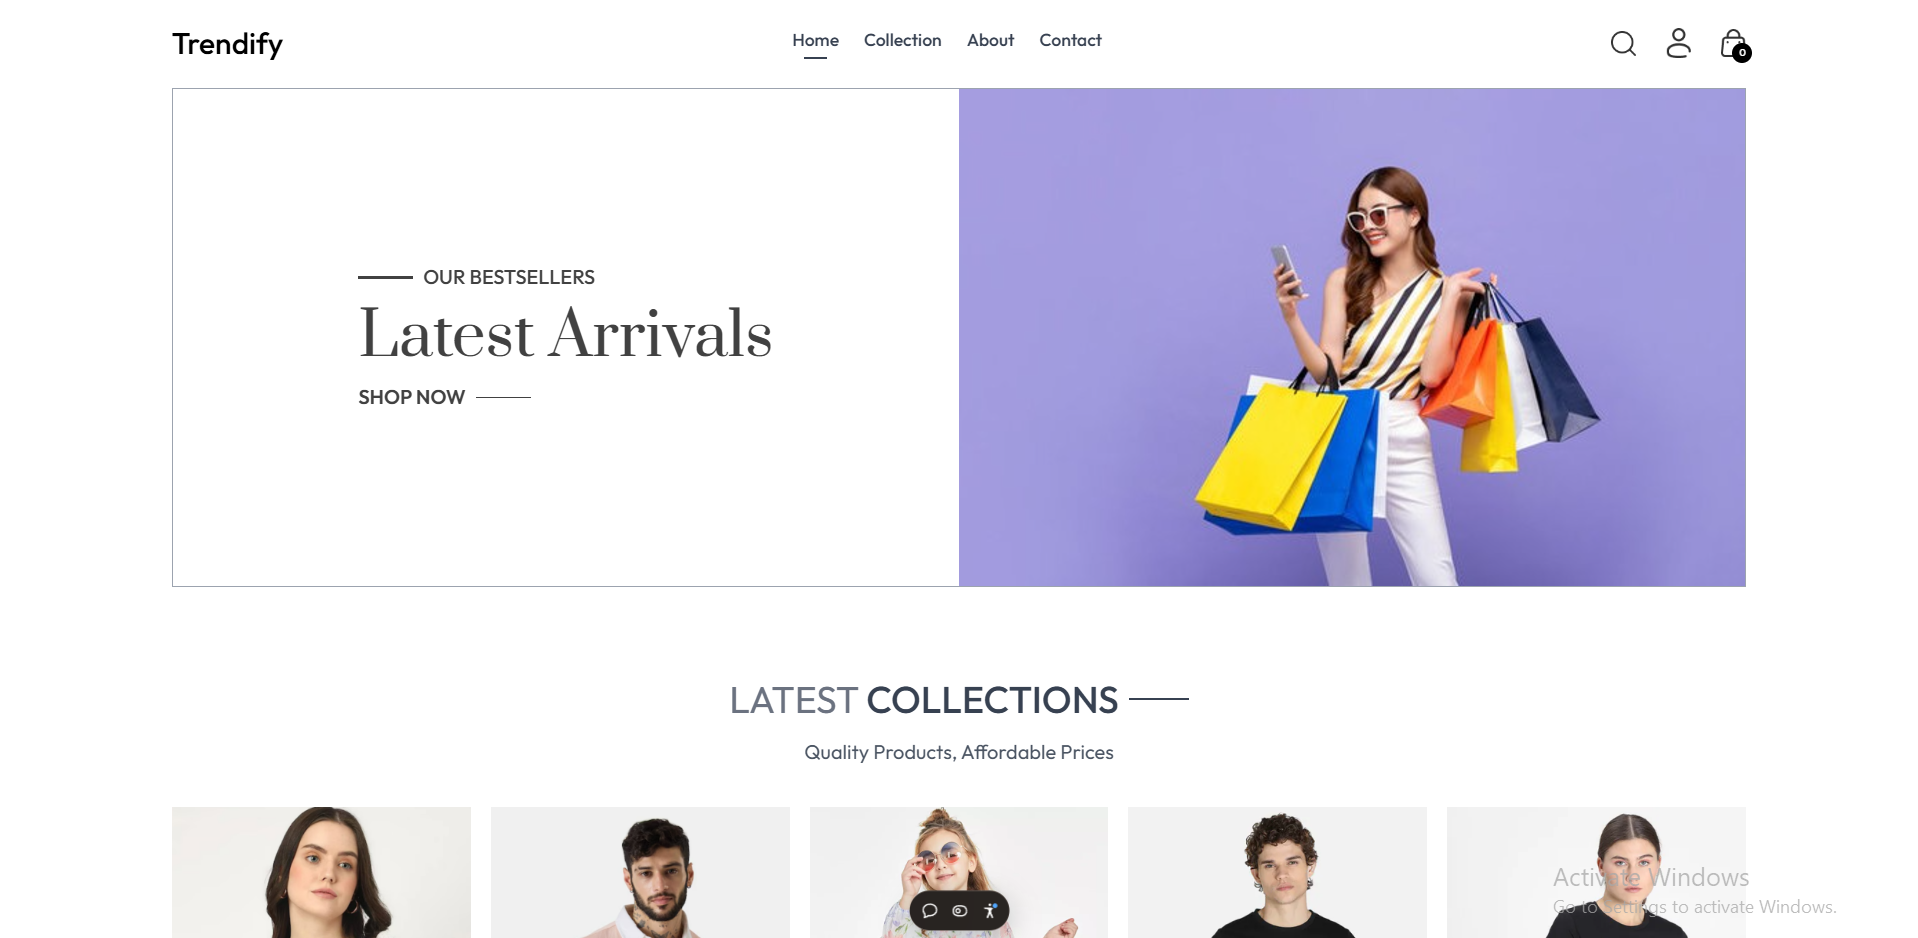 Trendify
Home Collection About Contact
0
OUR BESTSELLERS
Latest Arrivals
SHOP NOW
LATEST COLLECTIONS
Quality Products, Affordable Prices
Activate Windows
Go to Settings to activate Windows.